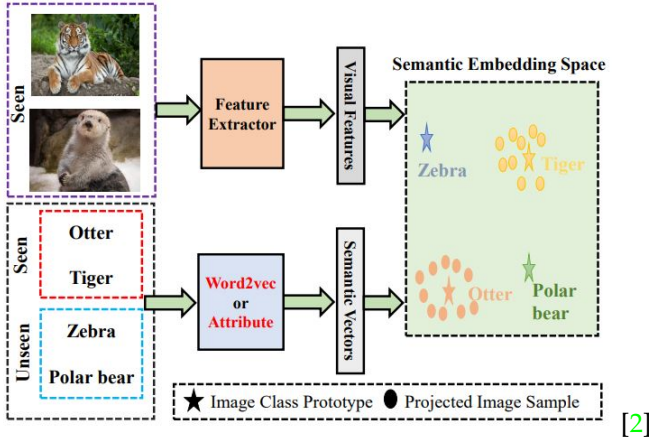 Seen
Feature
Extractor
Visual Features
Semantic Embedding Space
Zebra
Tiger
Otter
Polar
bear
Seen
Otter
Tiger
Unseen
Zebra
Polar bear
Word2vec
or
Attribute
Semantic Vectors
Image Class Prototype
Projected Image Sample
[2]